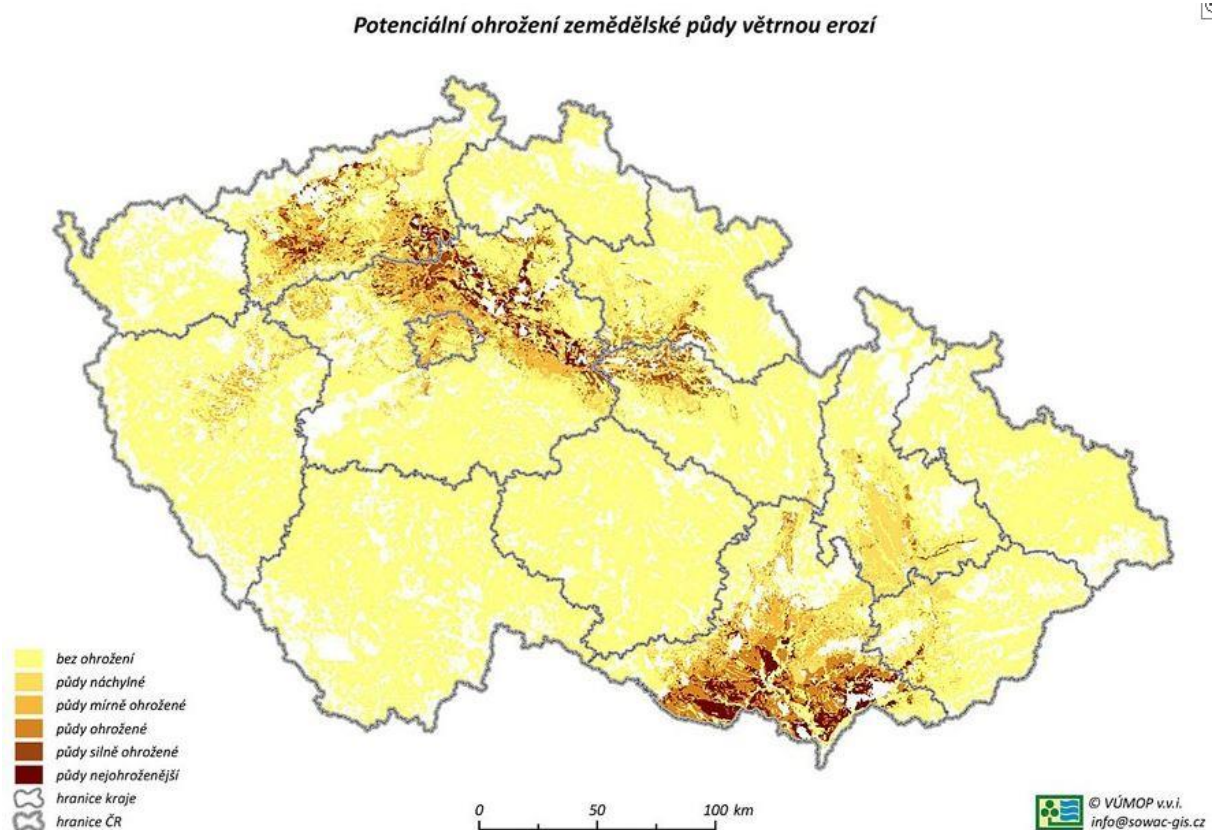 Potenciální ohrožení zemědělské půdy větrnou erozí
bez ohrožení
půdy náchylné
půdy mírně ohrožené
půdy ohrožené
půdy silně ohrožené
půdy nejohroženější
hranice kraje
hranice ČR
0 50 100 km
© VÚMOP v.v.i.
info@sowac-gis.cz